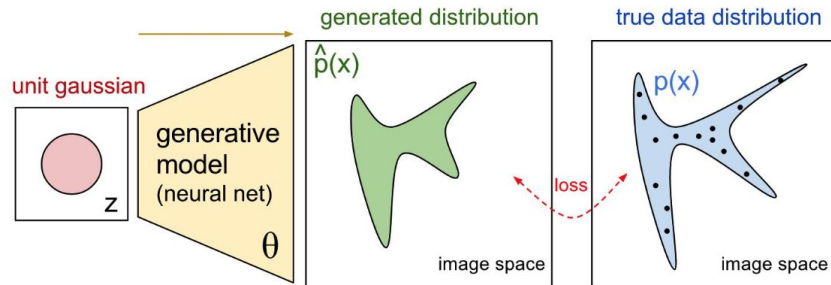 unit gaussian
z
generative
model
(neural net)
θ
generated distribution
p̂(x)
image space
loss
true data distribution
p(x)
image space